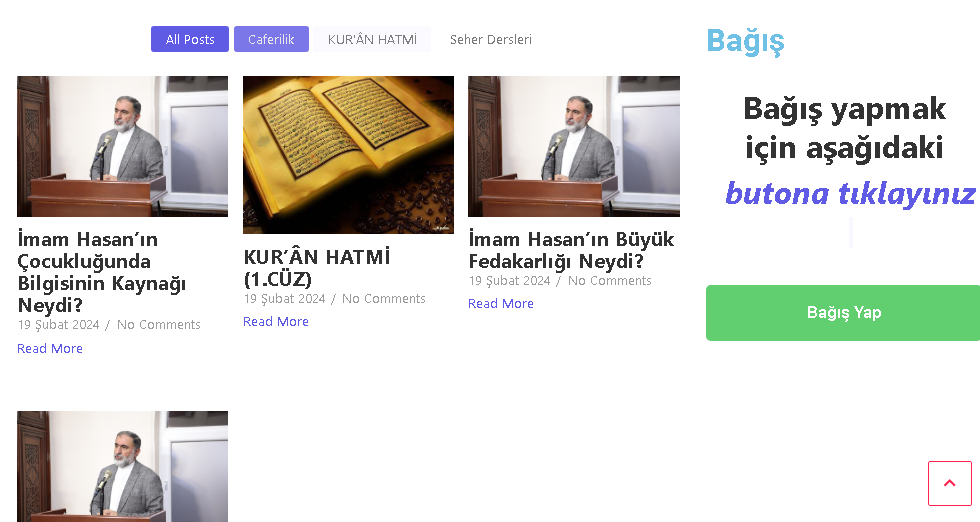 All Posts
Caferilik
KUR'ÂN HATMİ
Seher Dersleri
İmam Hasan’ın
Çocukluğunda
Bilgisinin Kaynağı
Neydi?
19 Şubat 2024 / No Comments
Read More
KUR’ÂN HATMİ
(1.CÜZ)
19 Şubat 2024 / No Comments
Read More
İmam Hasan’ın Büyük
Fedakarlığı Neydi?
19 Şubat 2024 / No Comments
Read More
Bağış
Bağış yapmak
için aşağıdaki
butona tıklayınız
Bağış Yap